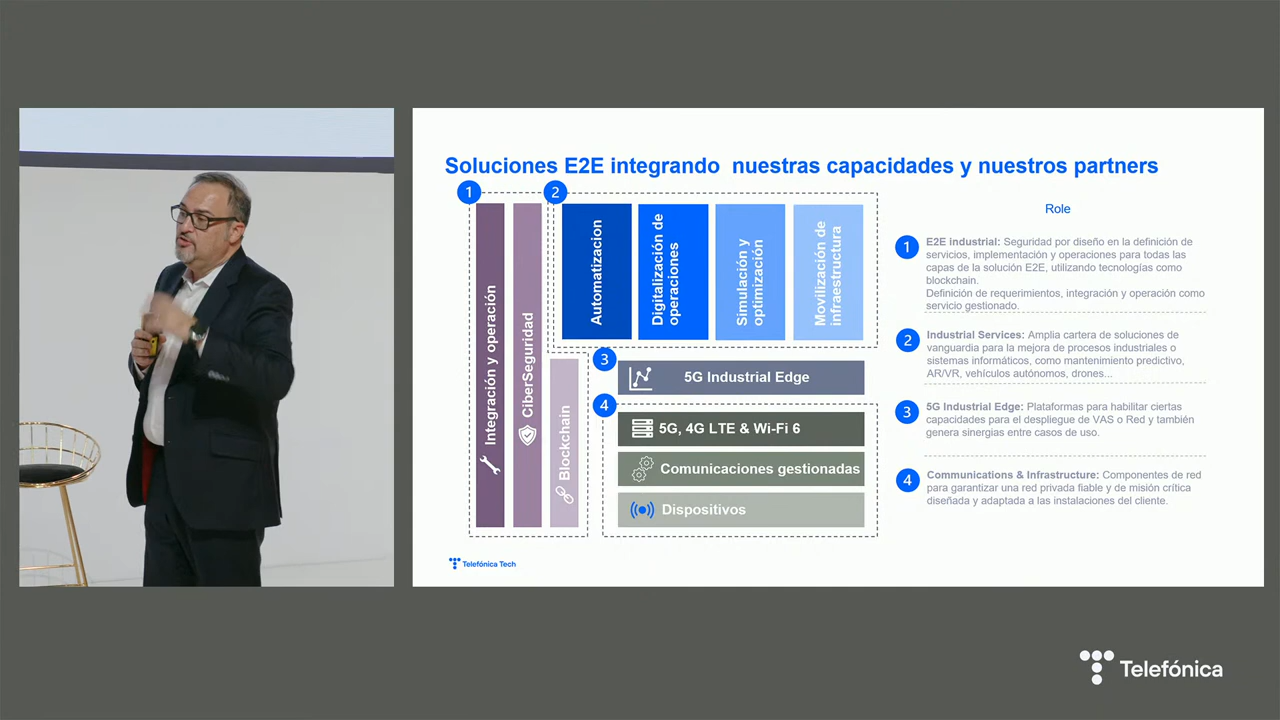 Soluciones E2E integrando nuestras capacidades y nuestros partners
1
2
Integración y operación
CiberSeguridad
Blockchain
Automatizacion
Digitalización de
operaciones
Simulación y
optimización
Movilización de
infraestructura
3
5G Industrial Edge
4
5G, 4G LTE & Wi-Fi 6
Comunicaciones gestionadas
Dispositivos
Role
1
E2E industrial: Seguridad por diseño en la definición de
servicios, implementación y operaciones para todas las
capas de la solución E2E, utilizando tecnologías como
blockchain.
Definición de requerimientos, integración y operación como
servicio gestionado.
2
Industrial Services: Amplia cartera de soluciones de
vanguardia para la mejora de procesos industriales o
sistemas informáticos, como mantenimiento predictivo,
AR/VR, vehículos autónomos, drones...
3
5G Industrial Edge: Plataformas para habilitar ciertas
capacidades para el despliegue de VAS o Red y también
genera sinergias entre casos de uso.
4
Communications & Infrastructure: Componentes de red
para garantizar una red privada fiable y de misión crítica
diseñada y adaptada a las instalaciones del cliente.
Telefónica Tech
Telefónica